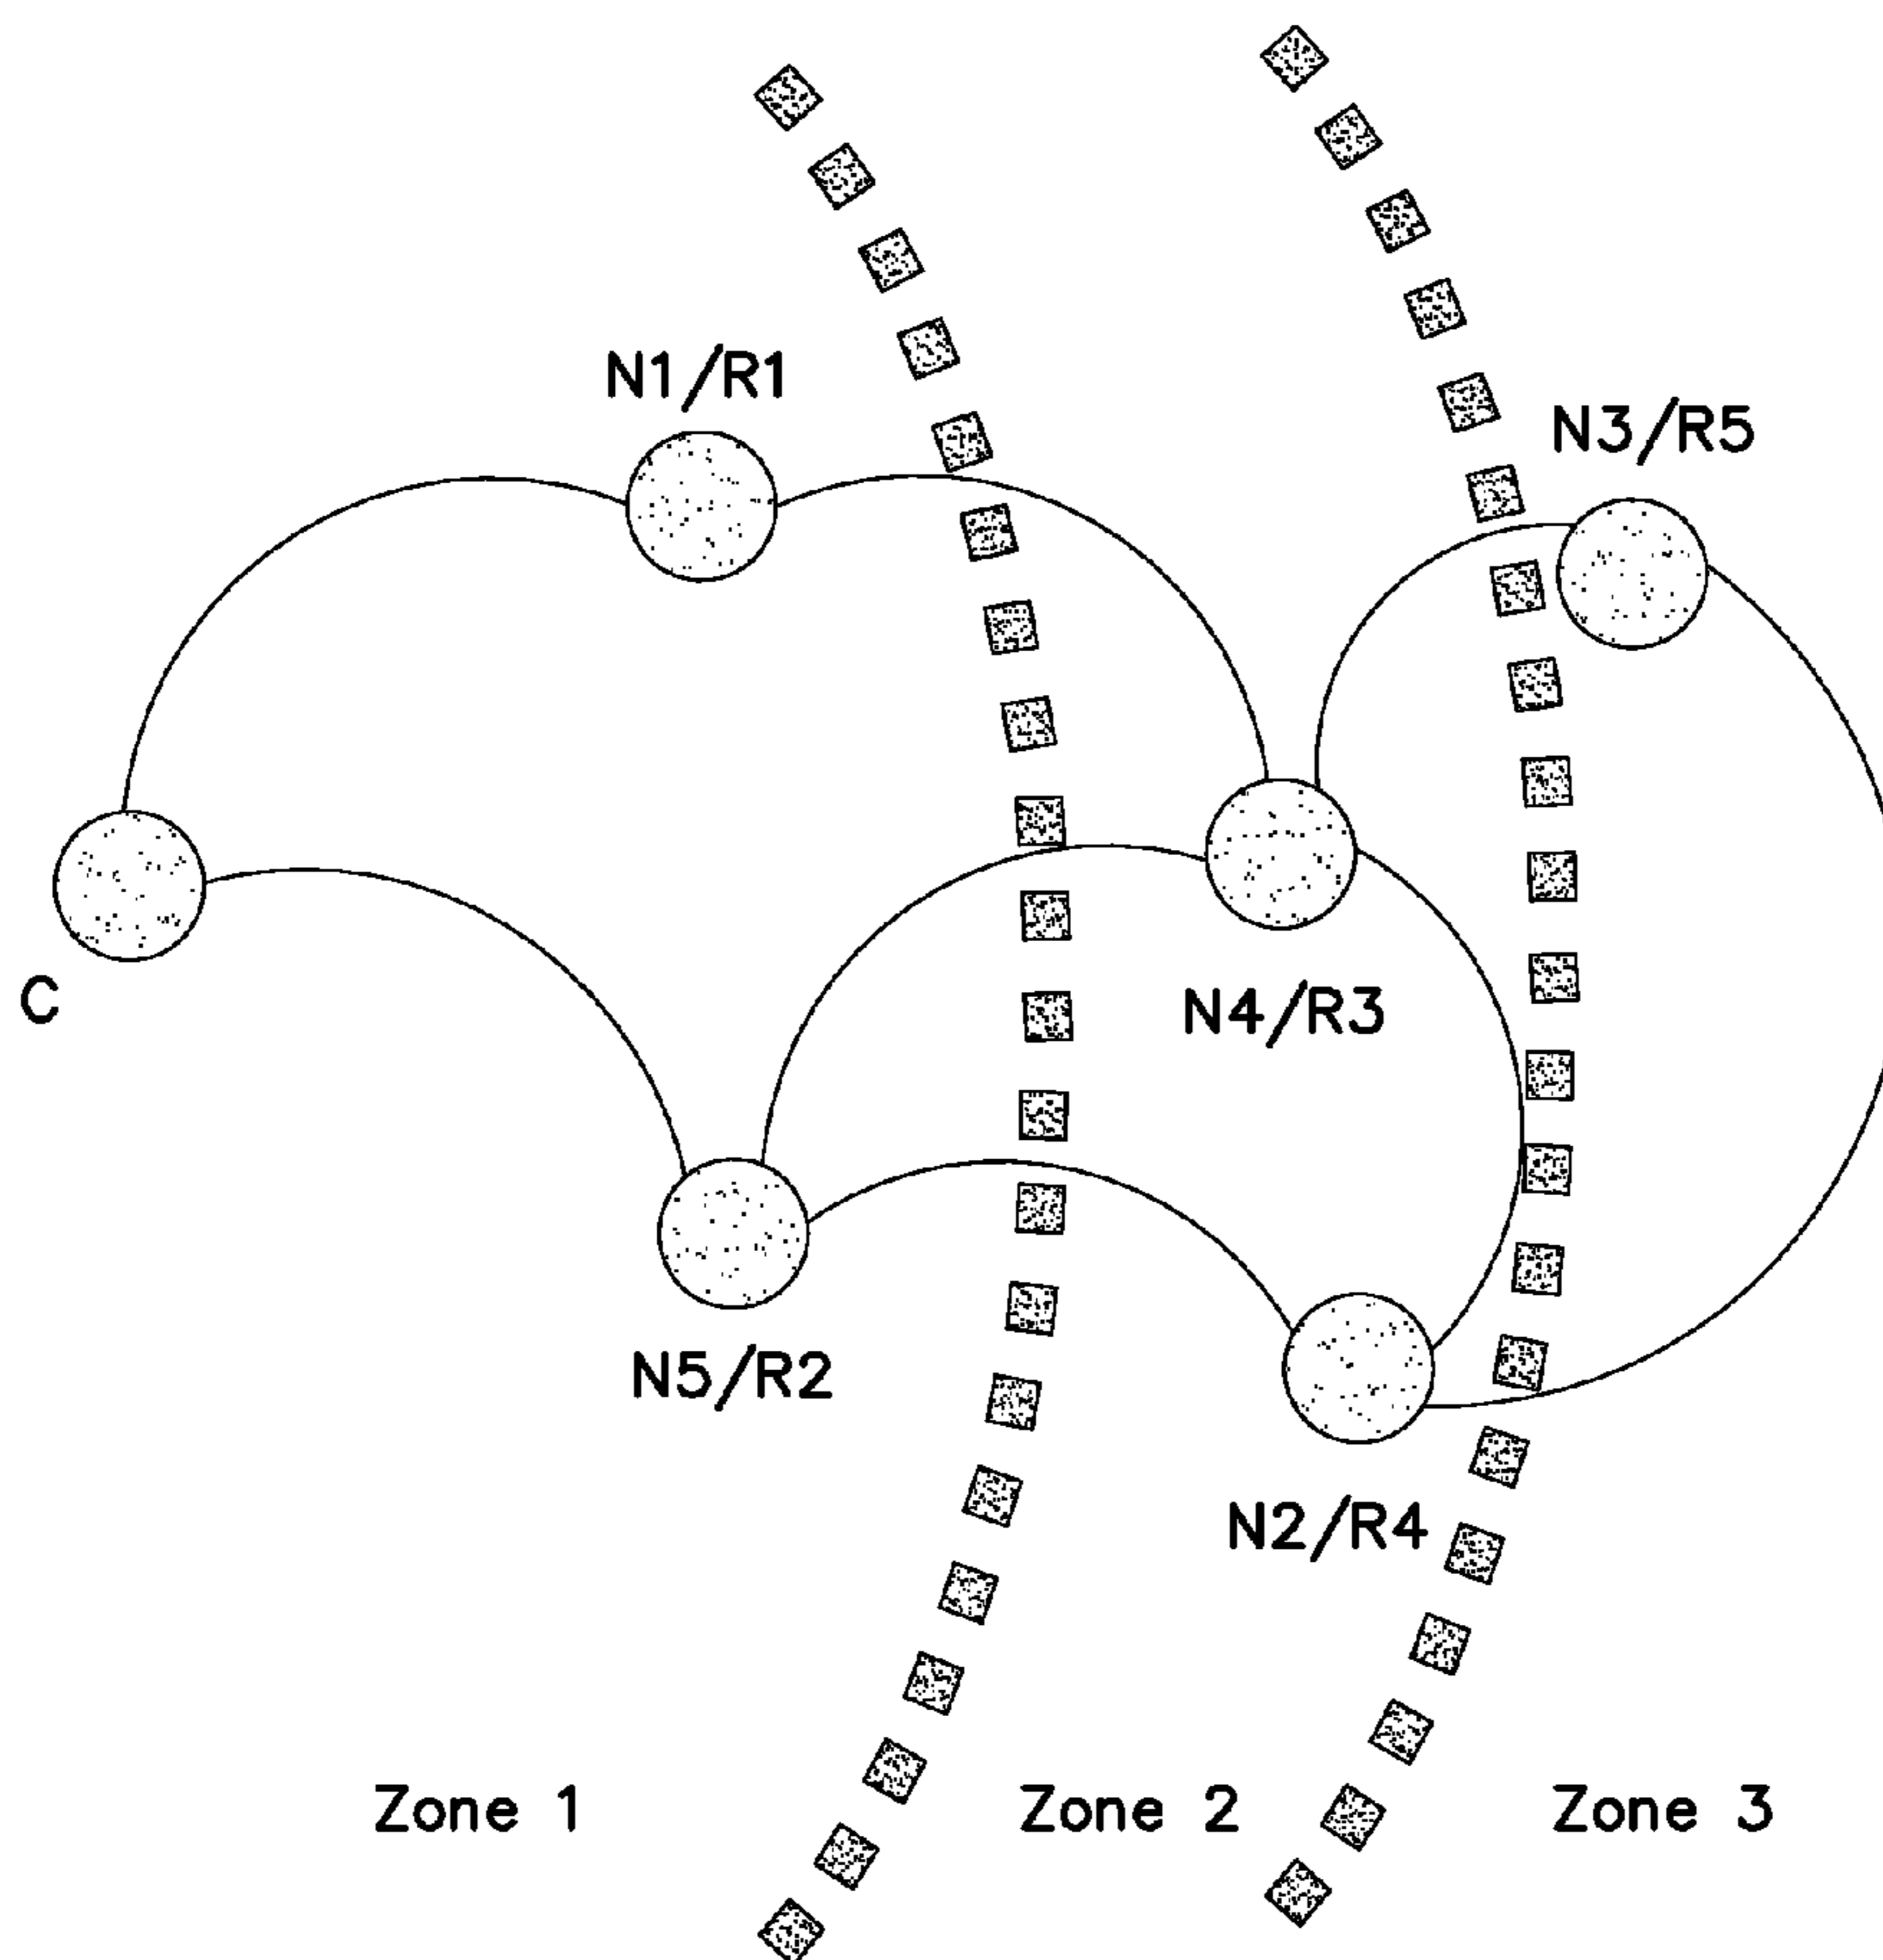 N1/R1
N3/R5
C
N4/R3
N5/R2
N2/R4
Zone 1
Zone 2
Zone 3